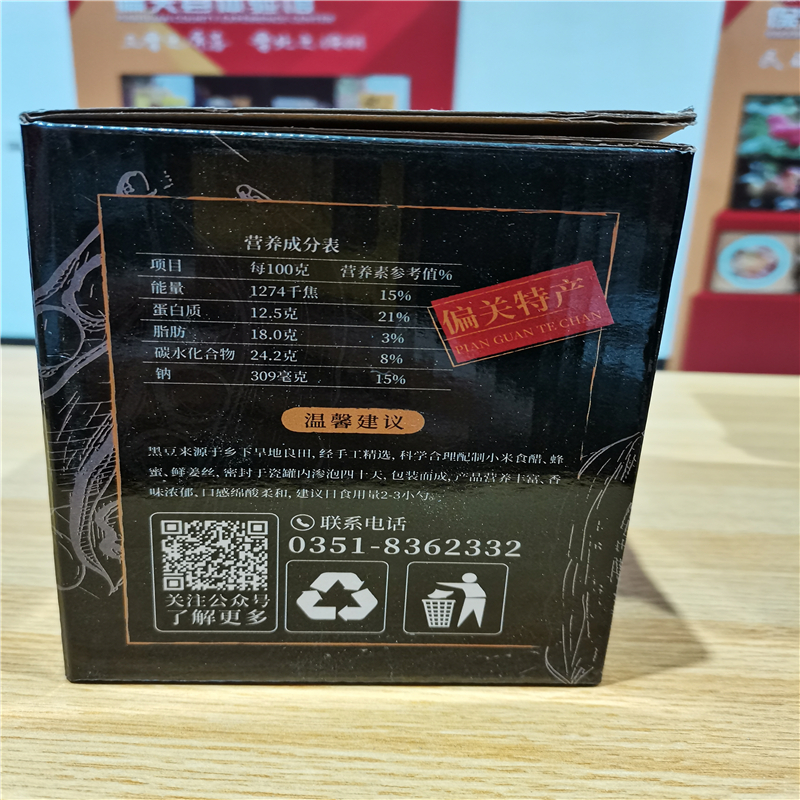 营养成分表
项目 每100克 营养素参考值%
能量 1274千焦 15%
蛋白质 12.5克 21%
脂肪 18.0克 3%
碳水化合物 24.2克 8%
钠 309毫克 15%
偏关特产
PIAN GUAN TE CHAN
温馨建议
黑豆来源于乡下旱地良田, 经手工精选, 科学合理配制小米食醋、蜂
蜜、鲜姜丝, 密封于瓷罐内渗泡四十天, 包装而成, 产品营养丰富、香
味浓郁, 口感绵酸柔和, 建议日食用量2-3小勺。
联系电话
0351-8362332
关注公众号
了解更多